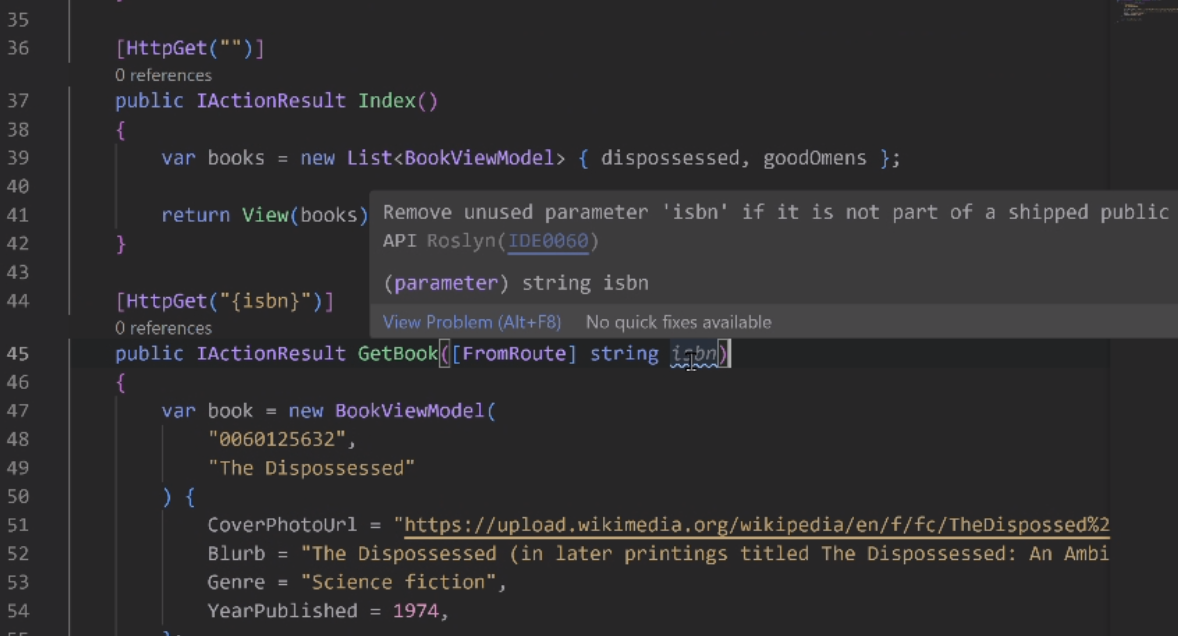 35
36 [HttpGet("")]
0 references
37 public IActionResult Index()
38 {
39 var books = new List<BookViewModel> { dispossessed, goodOmens };
40
41 return View(books)
42 }
43
44 [HttpGet("{isbn}")]
0 references
45 public IActionResult GetBook([FromRoute] string isbn)
46 {
47 var book = new BookViewModel(
48 "0060125632",
49 "The Dispossessed"
50 ) {
51 CoverPhotoUrl = "https://upload.wikimedia.org/wikipedia/en/f/fc/TheDispossed%2
52 Blurb = "The Dispossessed (in later printings titled The Dispossessed: An Ambi
53 Genre = "Science fiction",
54 YearPublished = 1974,
Remove unused parameter 'isbn' if it is not part of a shipped public
API Roslyn(IDE0060)
(parameter) string isbn
View Problem (Alt+F8) No quick fixes available